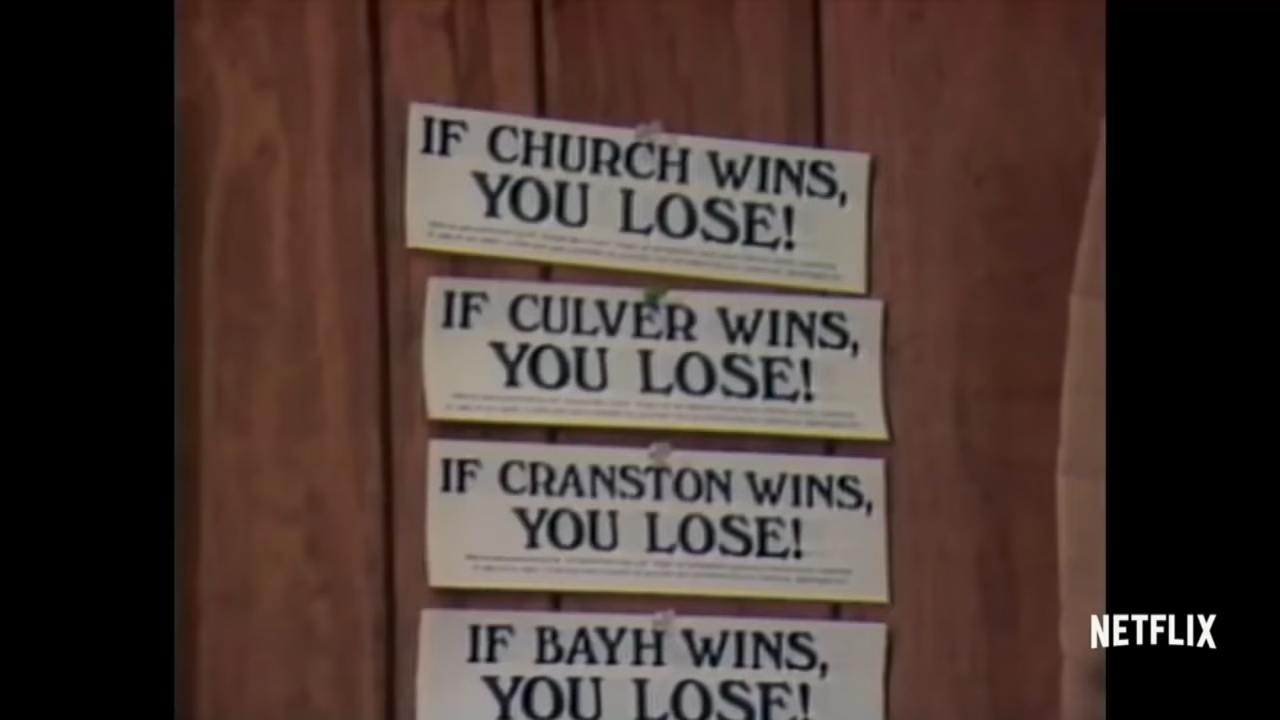 IF CHURCH WINS,
YOU LOSE!
IF CULVER WINS,
YOU LOSE!
IF CRANSTON WINS,
YOU LOSE!
IF BAYH WINS,
YOU LOSE!
NETFLIX